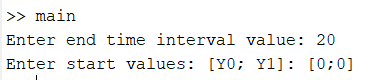 >> main
Enter end time interval value: 20
Enter start values: [Y0; Y1]: [0;0]